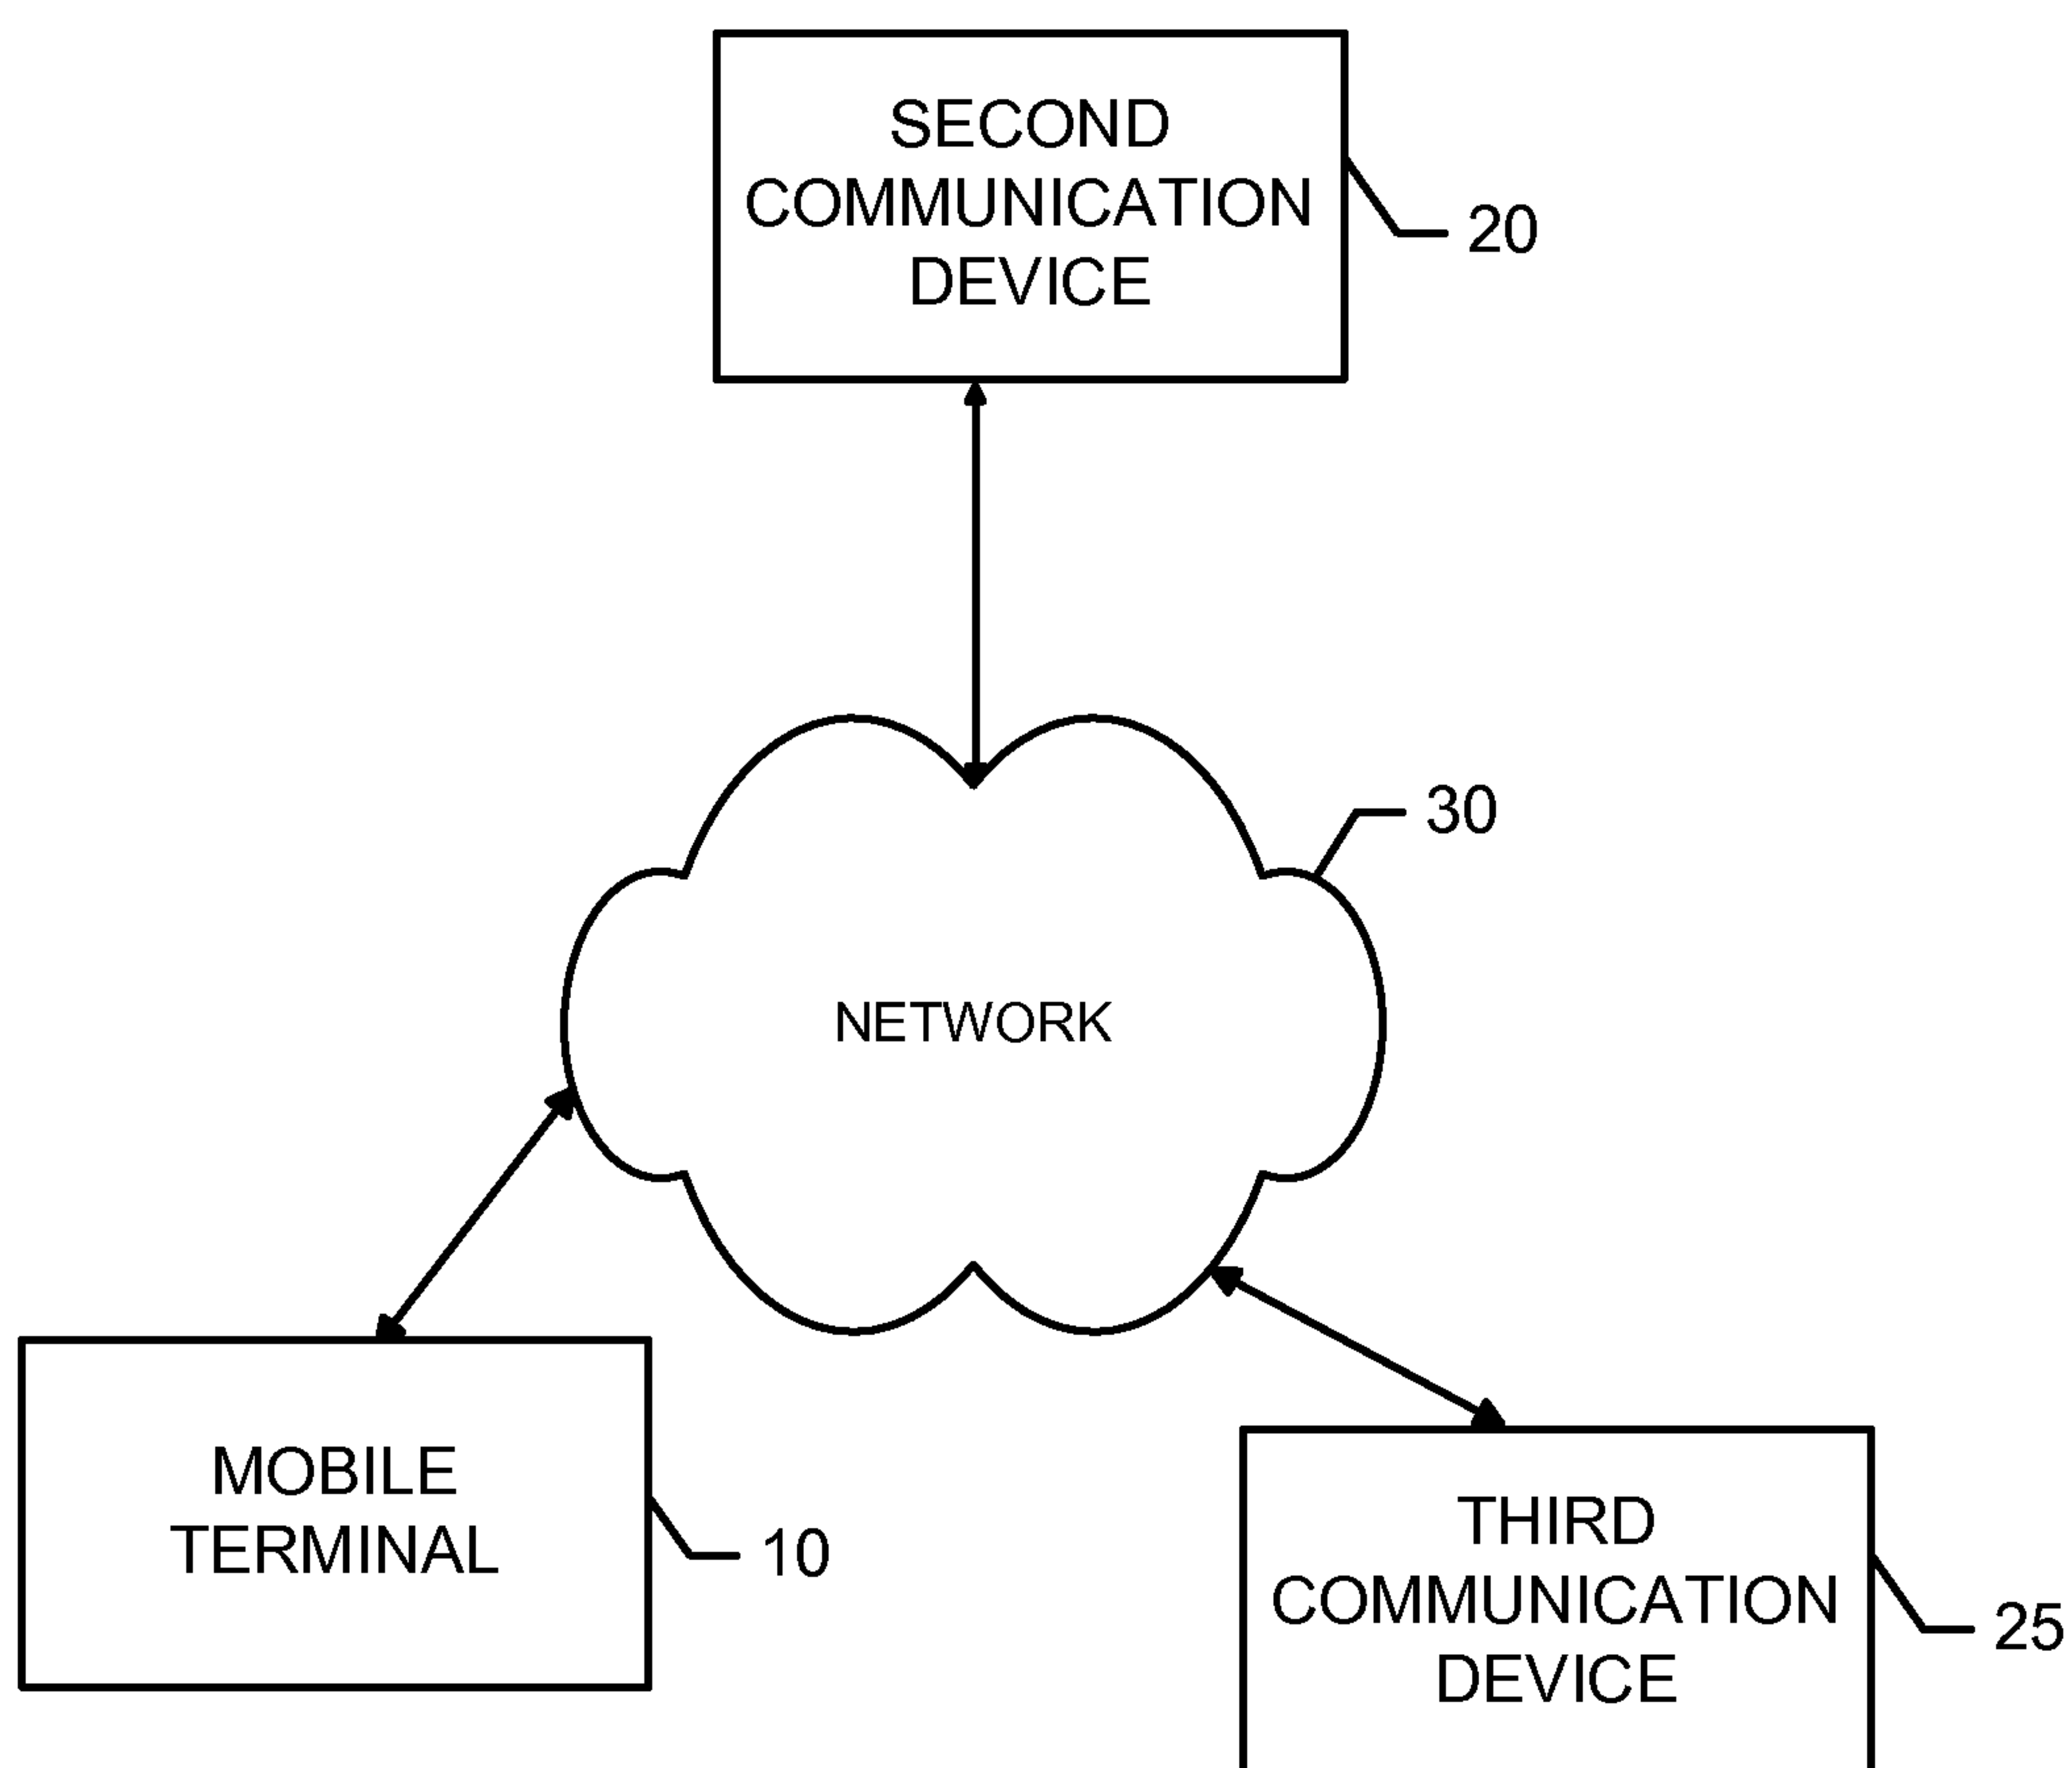 SECOND
COMMUNICATION
DEVICE
20
30
NETWORK
MOBILE
TERMINAL
10
THIRD
COMMUNICATION
DEVICE
25